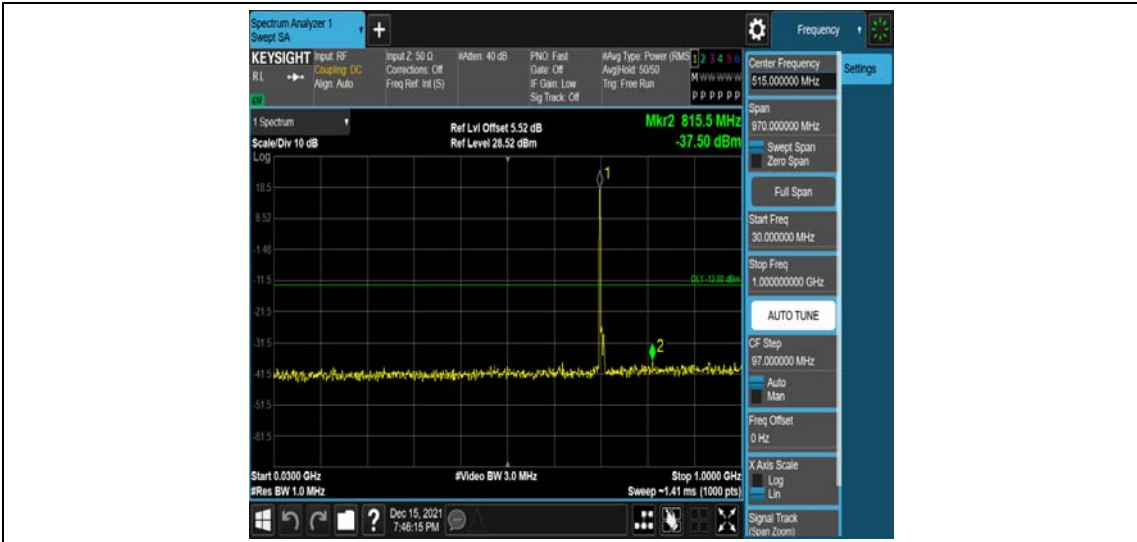 Spectrum Analyzer 1
Swept SA
+
Frequency
KEYSIGHT
RL
Input: RF
Coupling: DC
Align: Auto
Input Z: 50 Ω
Corrections: Off
Freq Ref: Int (S)
#Atten: 40 dB
PNO: Fast
Gate: Off
IF Gain: Low
Sig Track: Off
#Avg Type: Power (RMS
Avg|Hold: 50/50
Trig: Free Run
1 2 3 4 5 6
M W W W W W
P P P P P P
1 Spectrum
Scale/Div 10 dB
Log
Ref Lvl Offset 5.52 dB
Ref Level 28.52 dBm
Mkr2 815.5 MHz
-37.50 dBm
18.5
8.52
-1.48
-11.5
-21.5
-31.5
-41.5
-51.5
-61.5
1
DL1 -13.00 dBm
2
Start 0.0300 GHz
#Res BW 1.0 MHz
#Video BW 3.0 MHz
Stop 1.0000 GHz
Sweep ~1.41 ms (1000 pts)
Dec 15, 2021
7:46:15 PM
Center Frequency
515.000000 MHz
Settings
Span
970.000000 MHz
Swept Span
Zero Span
Full Span
Start Freq
30.000000 MHz
Stop Freq
1.000000000 GHz
AUTO TUNE
CF Step
97.000000 MHz
Auto
Man
Freq Offset
0 Hz
X Axis Scale
Log
Lin
Signal Track
(Span Zoom)